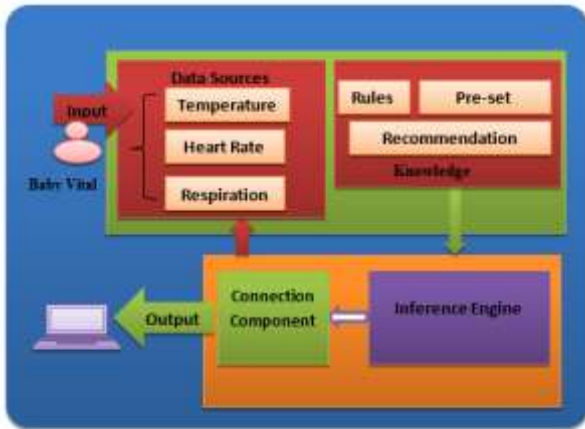 Data Sources
Input
Temperature
Heart Rate
Respiration
Baby Vital
Rules
Pre-set
Recommendation
Knowledge
Output
Connection
Component
Inference Engine